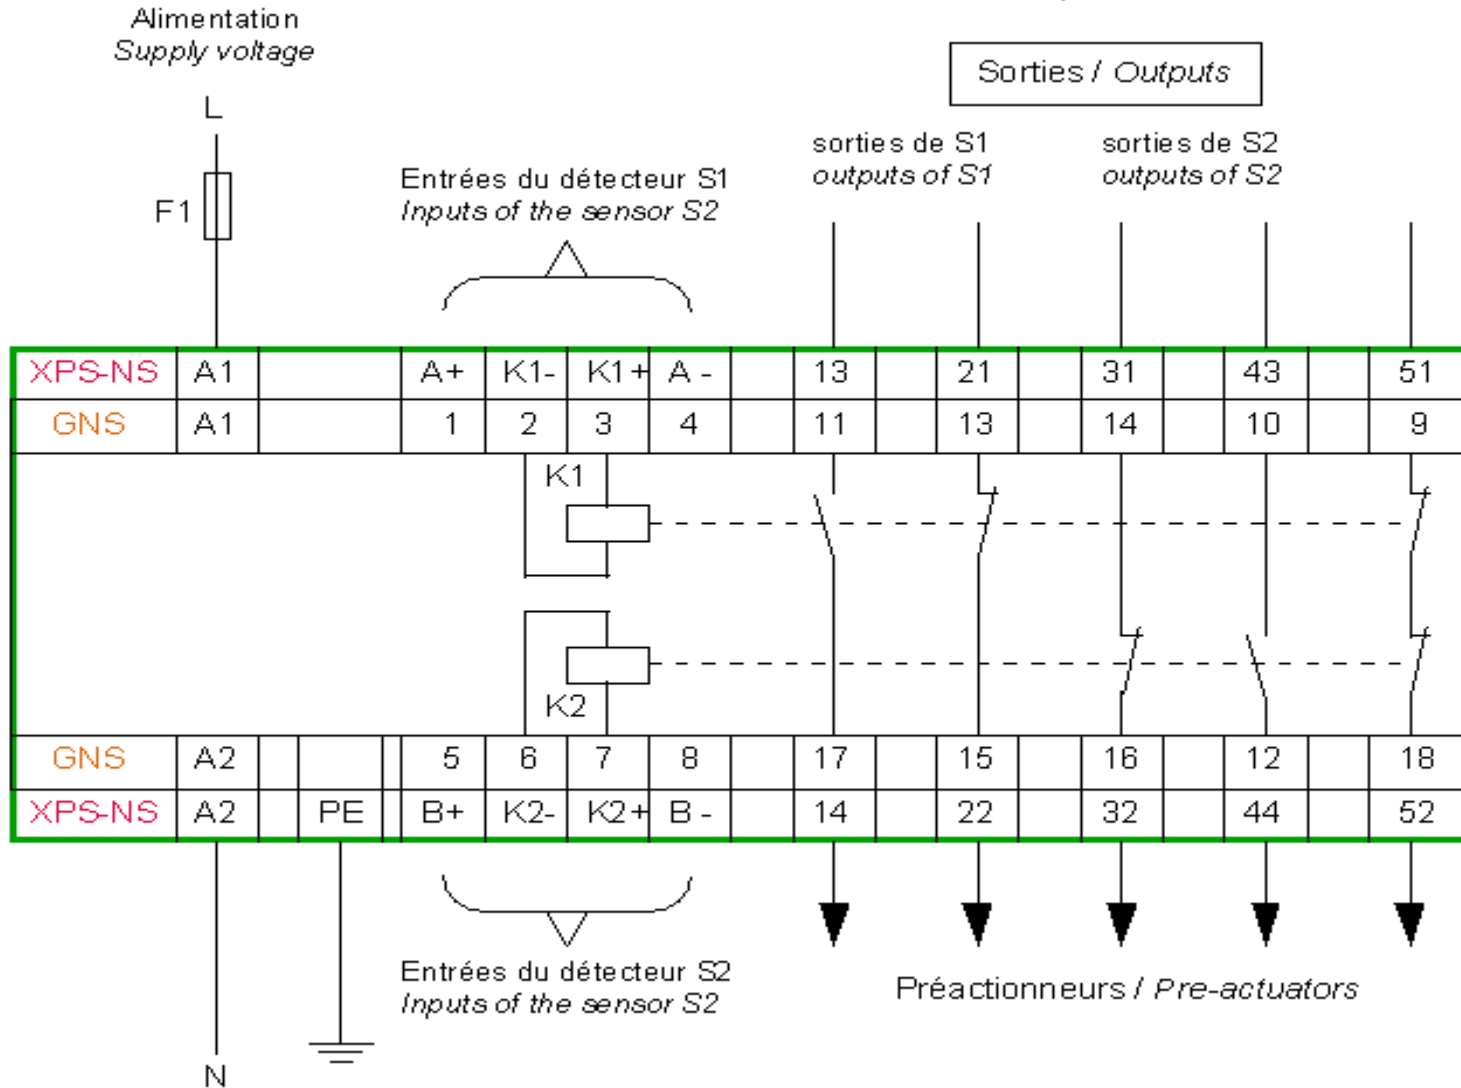 Alimentation
Supply voltage
Sorties / Outputs
L
sorties de S1
outputs of S1
sorties de S2
outputs of S2
Entrées du détecteur S1
Inputs of the sensor S2
F1
XPS-NS A1 A+ K1- K1+ A - 13 21 31 43 51
GNS A1 1 2 3 4 11 13 14 10 9
K1
K2
GNS A2 5 6 7 8 17 15 16 12 18
XPS-NS A2 PE B+ K2- K2+ B - 14 22 32 44 52
Entrées du détecteur S2
Inputs of the sensor S2
Préactionneurs / Pre-actuators
N